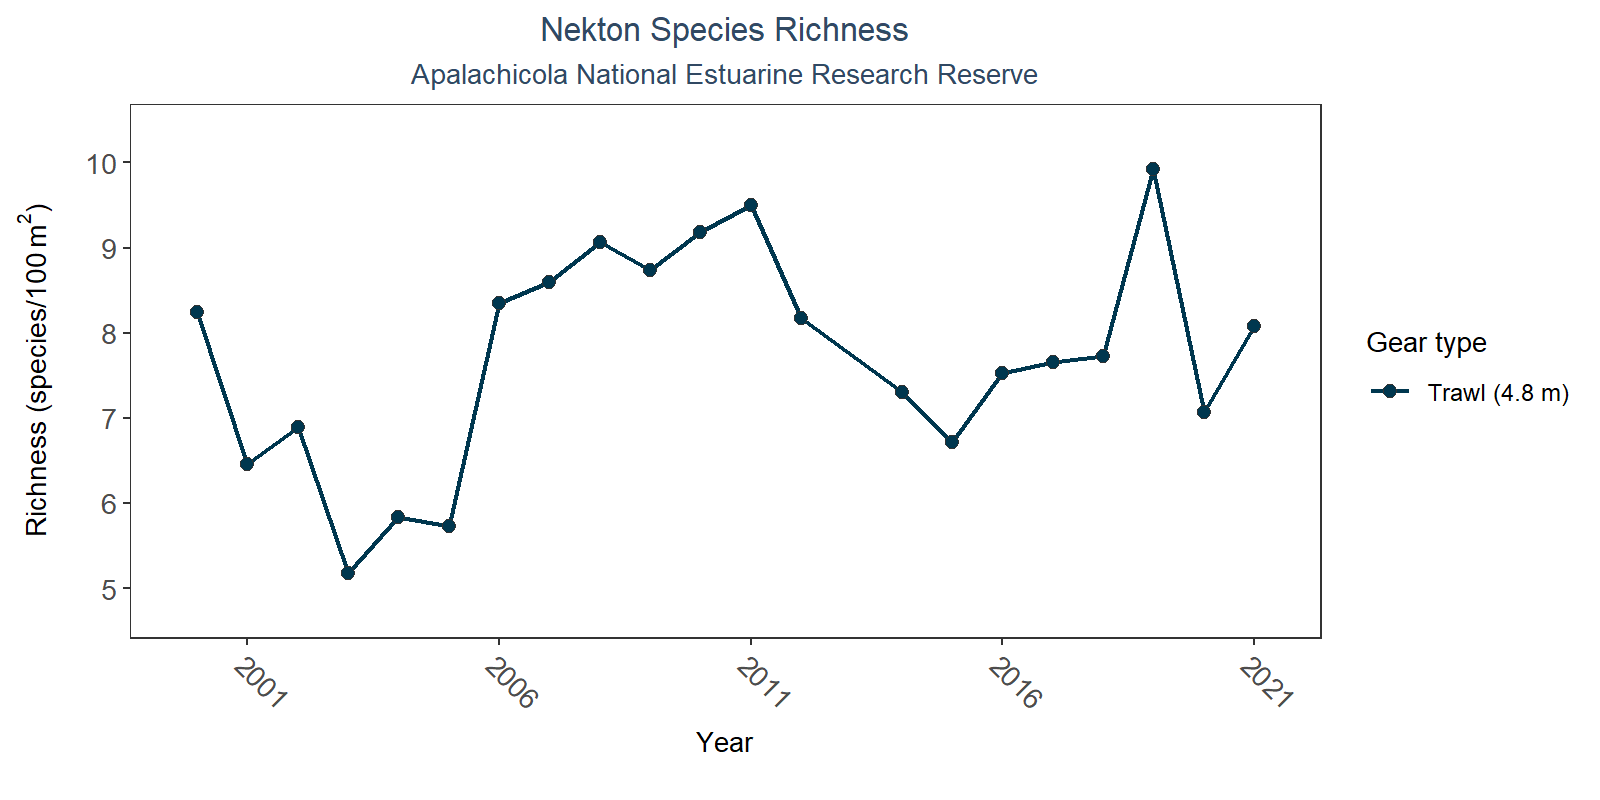 Nekton Species Richness
Apalachicola National Estuarine Research Reserve
Richness (species/100 m²)
10
9
8
7
6
5
2001
2006
2011
2016
2021
Year
Gear type
Trawl (4.8 m)